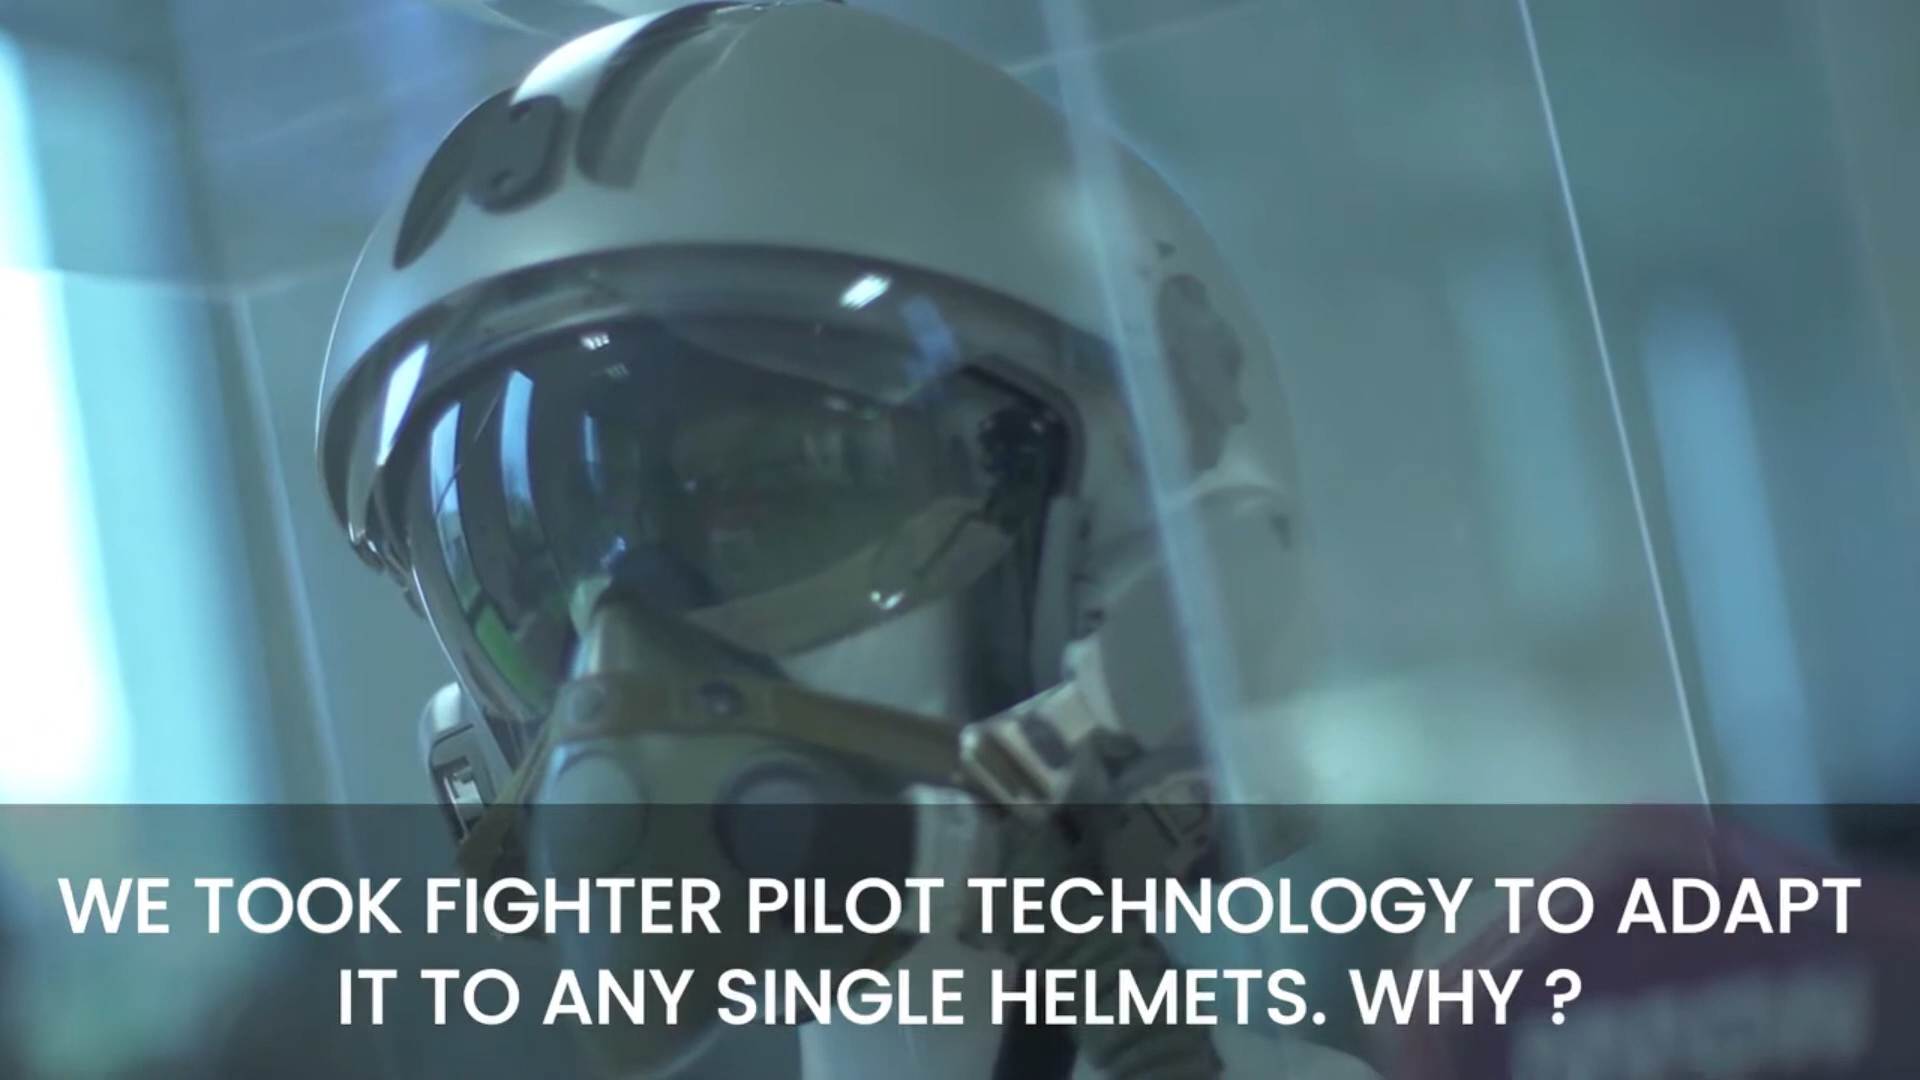 WE TOOK FIGHTER PILOT TECHNOLOGY TO ADAPT
IT TO ANY SINGLE HELMETS. WHY ?